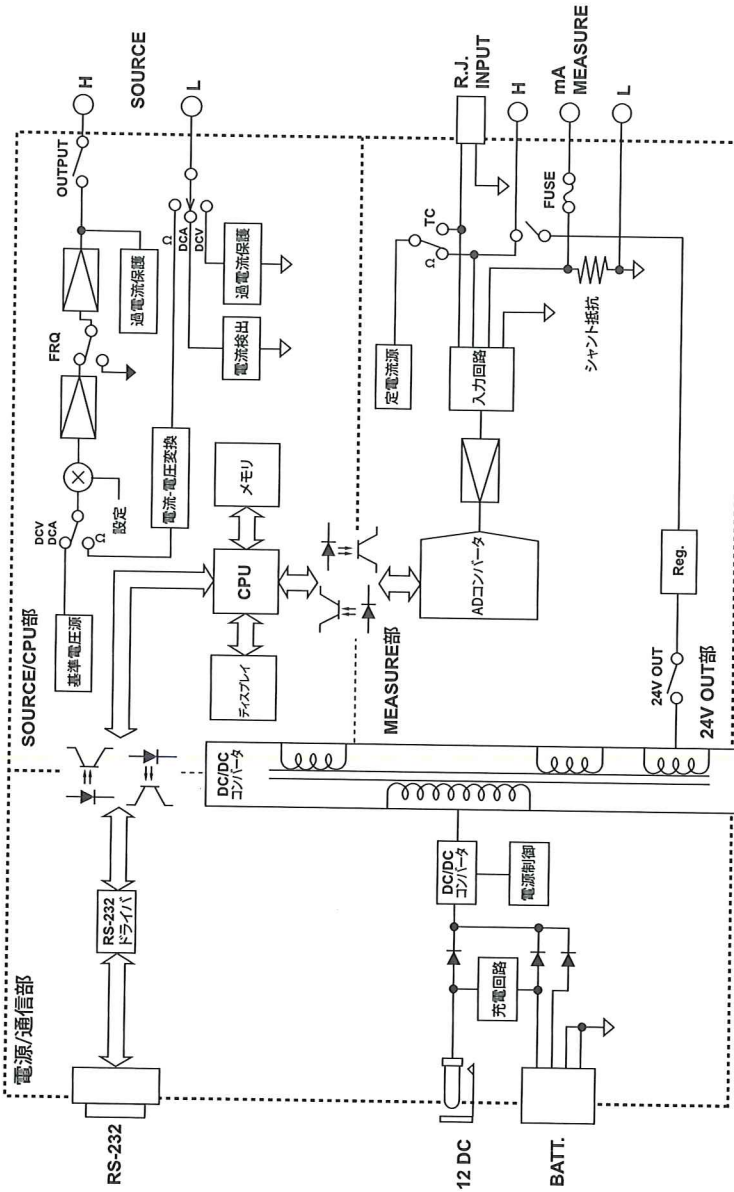 電源/通信部
RS-232
RS-232
ドライバ
12 DC
BATT.
充電回路
DC/DC
コンバータ
電源制御
DC/DC
コンバータ
SOURCE/CPU部
基準電圧源
DCV
DCA
Ω
設定
FRQ
過電流保護
OUTPUT
H
SOURCE
L
電流-電圧変換
Ω
DCA
DCV
電流検出
過電流保護
ディスプレイ
CPU
メモリ
MEASURE部
ADコンバータ
入力回路
定電流源
Ω
TC
R.J.
INPUT
H
mA
MEASURE
L
FUSE
シャント抵抗
24V OUT
Reg.
24V OUT部